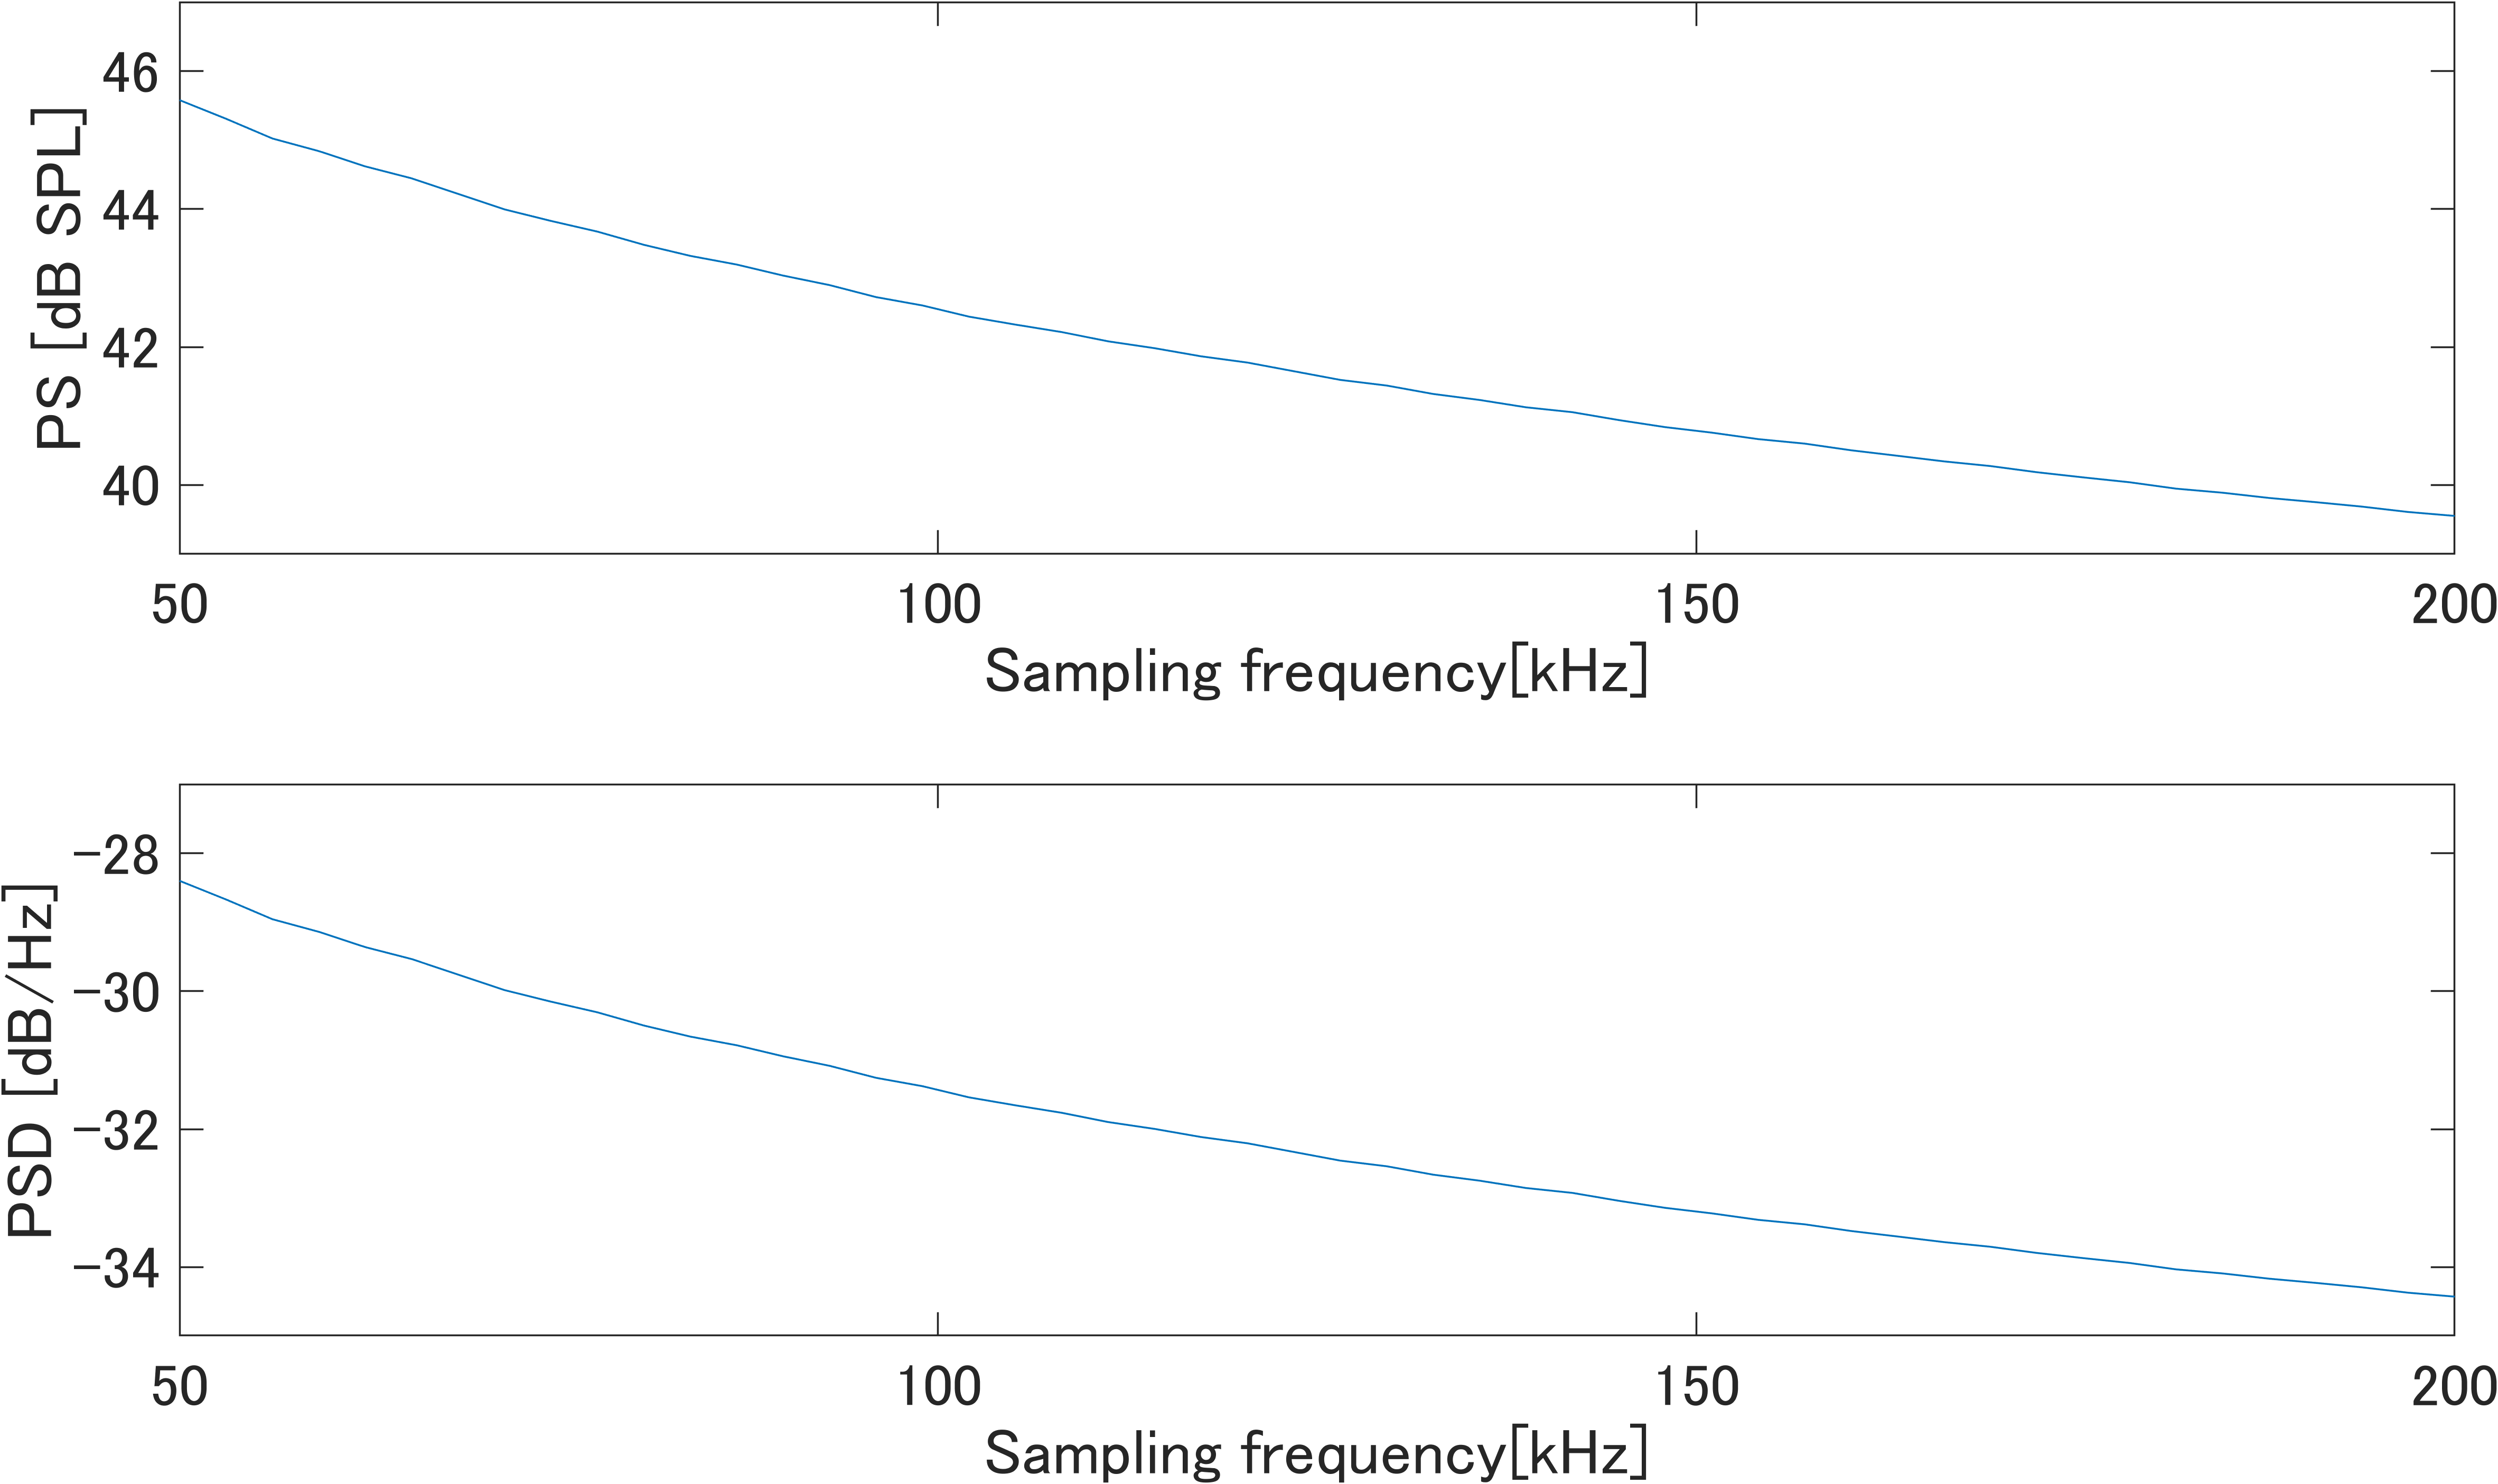 PS [dB SPL]
46
44
42
40
50 100 150 200
Sampling frequency[kHz]
PSD [dB/Hz]
−28
−30
−32
−34
50 100 150 200
Sampling frequency[kHz]